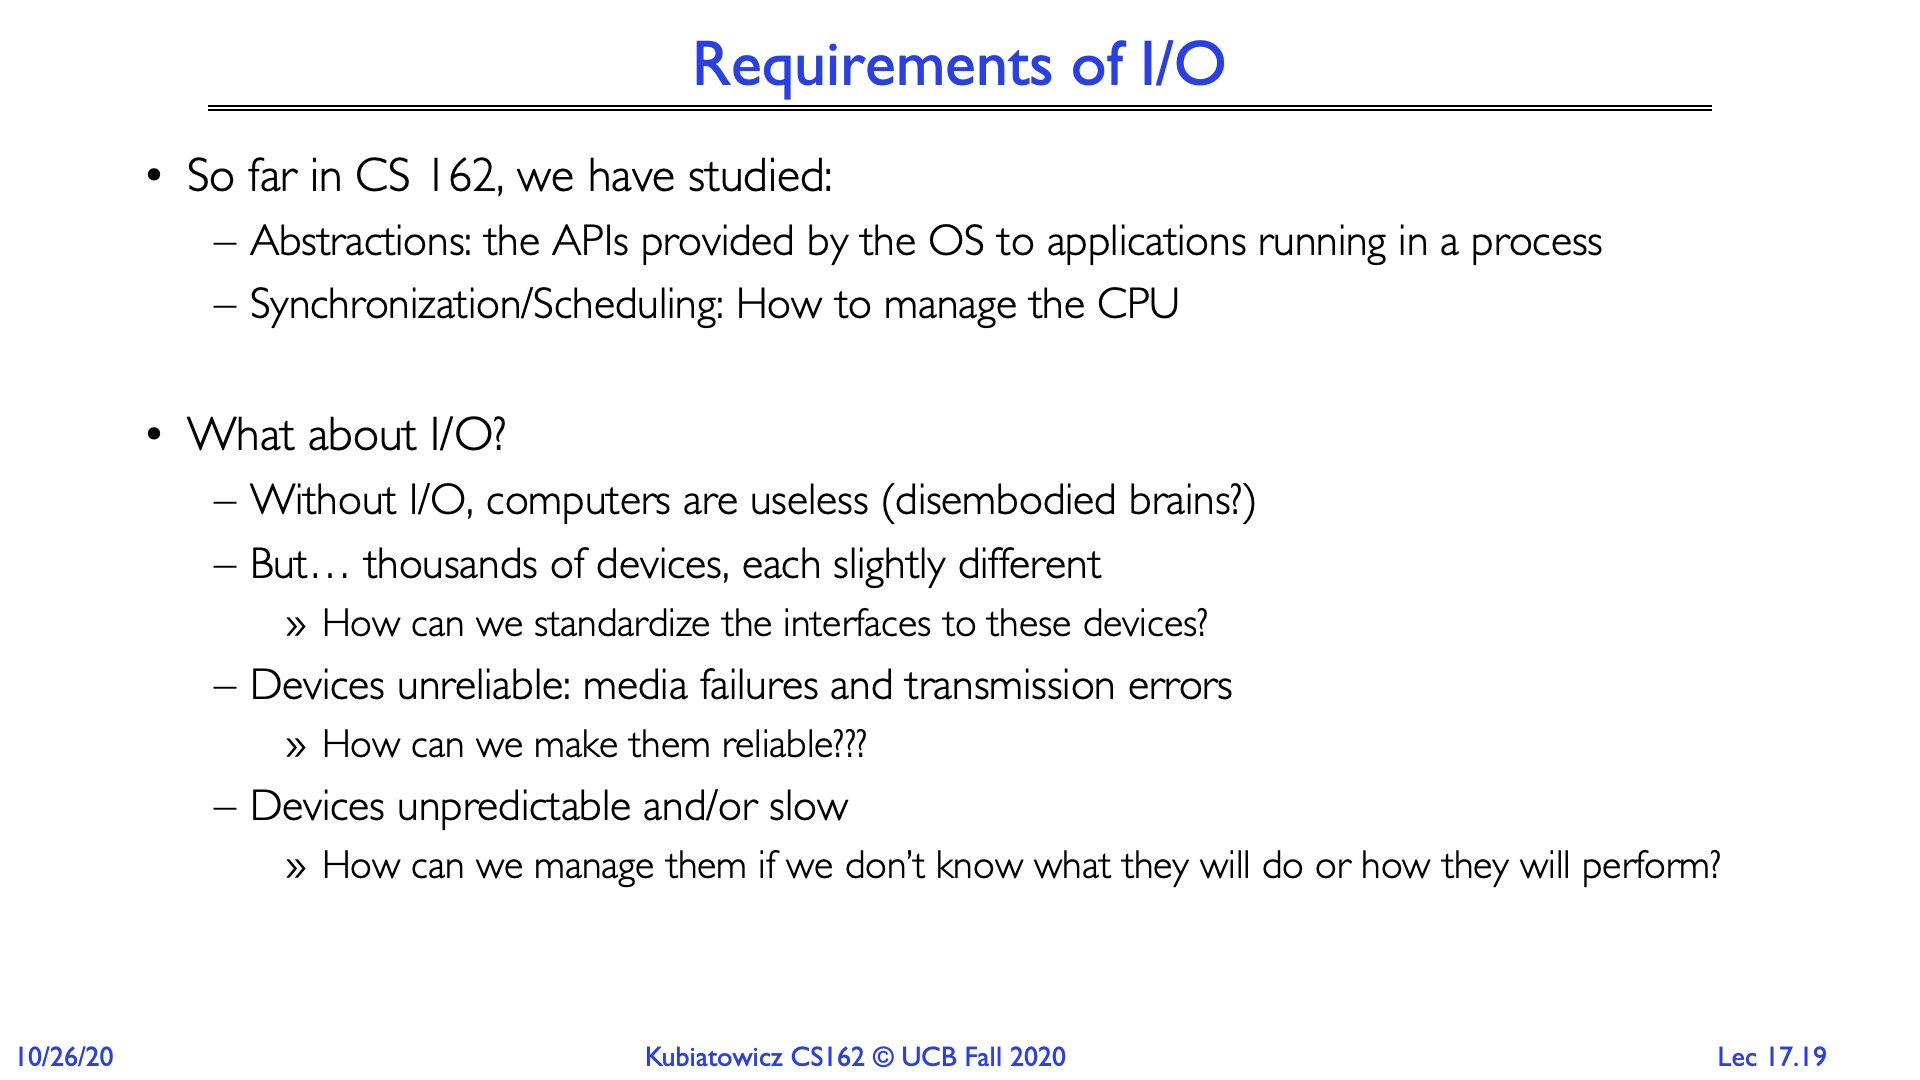 Requirements of I/O
• So far in CS 162, we have studied:
– Abstractions: the APIs provided by the OS to applications running in a process
– Synchronization/Scheduling: How to manage the CPU
• What about I/O?
– Without I/O, computers are useless (disembodied brains?)
– But… thousands of devices, each slightly different
» How can we standardize the interfaces to these devices?
– Devices unreliable: media failures and transmission errors
» How can we make them reliable???
– Devices unpredictable and/or slow
» How can we manage them if we don’t know what they will do or how they will perform?
10/26/20
Kubiatowicz CS162 © UCB Fall 2020
Lec 17.19